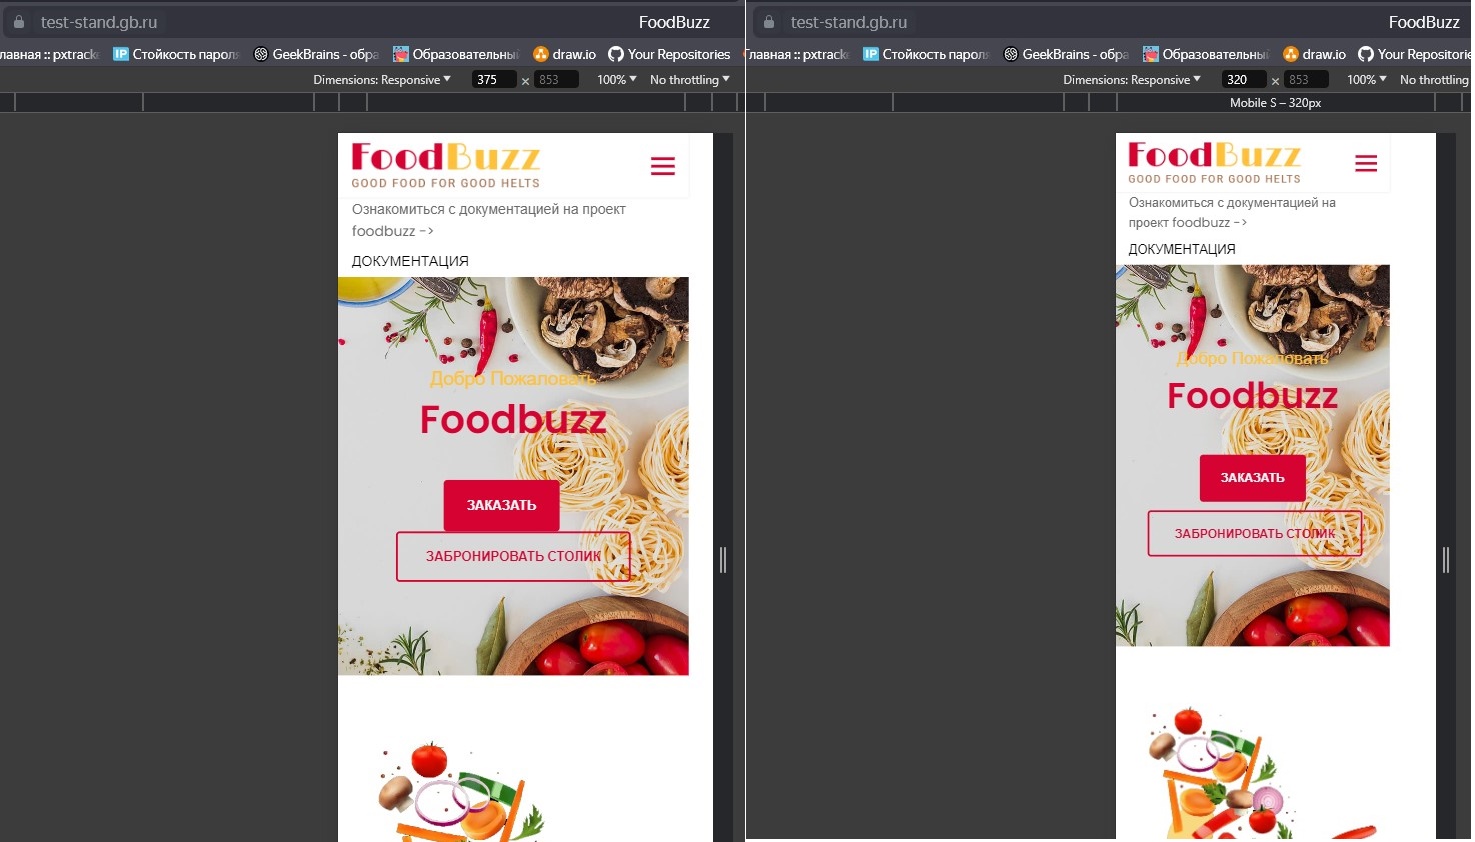 test-stand.gb.ru FoodBuzz
лавная :: pxtracke Стойкость пароля GeekBrains - обра Образовательны draw.io Your Repositories
Dimensions: Responsive 375 × 853 100% No throttling
FoodBuzz
GOOD FOOD FOR GOOD HELTS
Ознакомиться с документацией на проект
foodbuzz ->
ДОКУМЕНТАЦИЯ
Добро Пожаловать
Foodbuzz
ЗАКАЗАТЬ
ЗАБРОНИРОВАТЬ СТОЛИК
test-stand.gb.ru FoodBuzz
Главная :: pxtracke Стойкость пароля GeekBrains - обра Образовательны draw.io Your Repositorie
Dimensions: Responsive 320 × 853 100% No throttling
Mobile S – 320px
FoodBuzz
GOOD FOOD FOR GOOD HELTS
Ознакомиться с документацией на
проект foodbuzz ->
ДОКУМЕНТАЦИЯ
Добро Пожаловать
Foodbuzz
ЗАКАЗАТЬ
ЗАБРОНИРОВАТЬ СТОЛИК